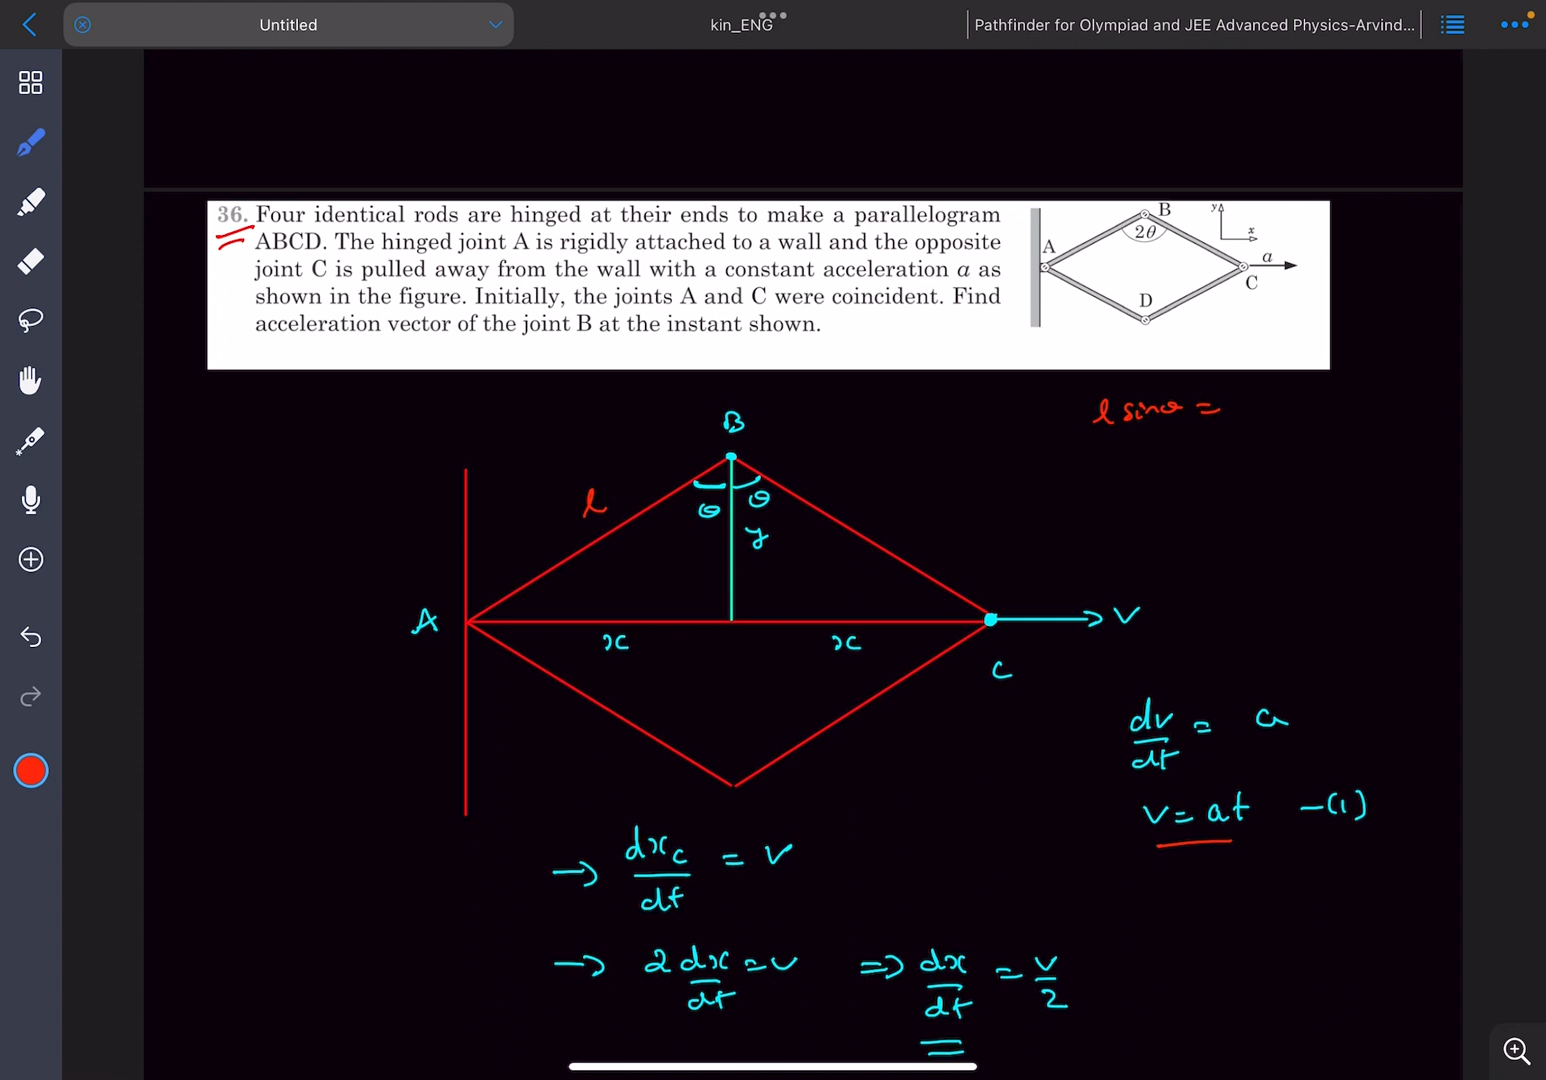 Untitled
kin_ENG
Pathfinder for Olympiad and JEE Advanced Physics-Arvind...
36. Four identical rods are hinged at their ends to make a parallelogram
ABCD. The hinged joint A is rigidly attached to a wall and the opposite
joint C is pulled away from the wall with a constant acceleration a as
shown in the figure. Initially, the joints A and C were coincident. Find
acceleration vector of the joint B at the instant shown.
A
B
2θ
y
x
a
C
D
l sinθ =
B
l
θ
θ
y
A
x
x
V
C
dv/dt = a
v = at -(1)
→ dx_c/dt = v
→ 2 dx/dt = v ⇒ dx/dt = v/2